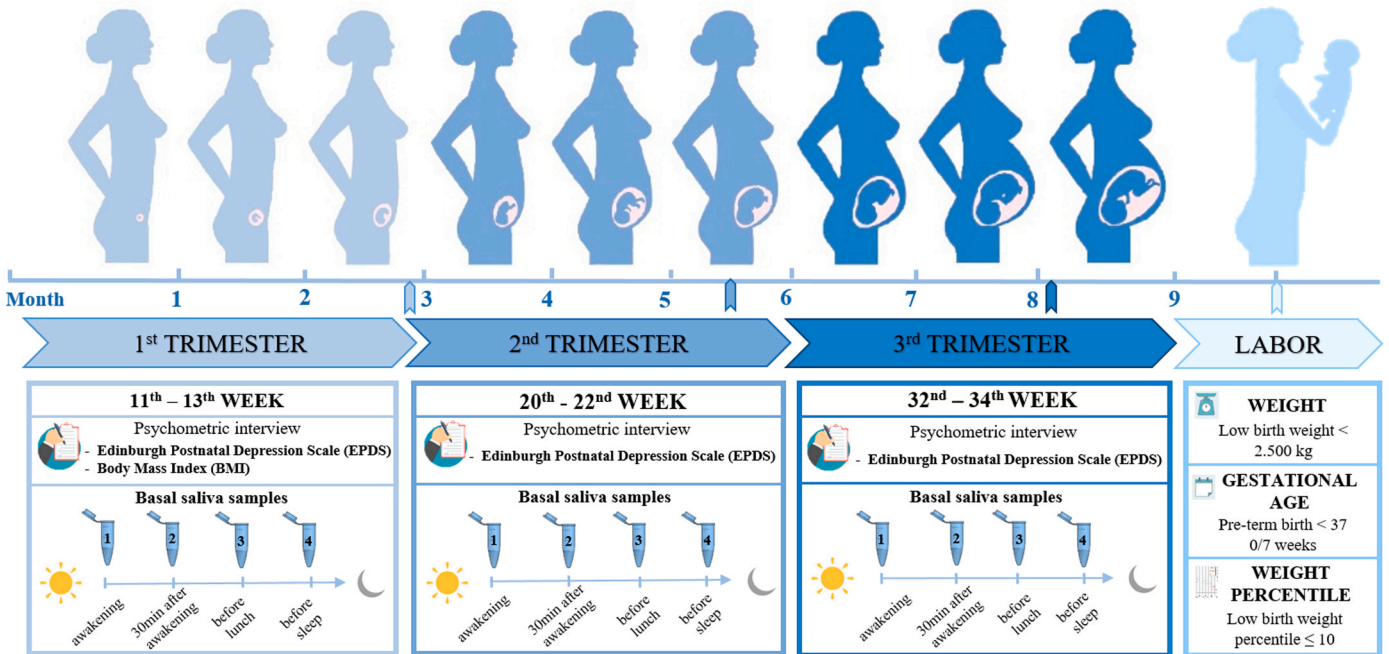 Month 1 2 3 4 5 6 7 8 9
1st TRIMESTER
2nd TRIMESTER
3rd TRIMESTER
LABOR
11th – 13th WEEK
Psychometric interview
- Edinburgh Postnatal Depression Scale (EPDS)
- Body Mass Index (BMI)
Basal saliva samples
1 2 3 4
awakening
30min after
awakening
before
lunch
before
sleep
20th - 22nd WEEK
Psychometric interview
- Edinburgh Postnatal Depression Scale (EPDS)
Basal saliva samples
1 2 3 4
awakening
30min after
awakening
before
lunch
before
sleep
32nd – 34th WEEK
Psychometric interview
- Edinburgh Postnatal Depression Scale (EPDS)
Basal saliva samples
1 2 3 4
awakening
30min after
awakening
before
lunch
before
sleep
WEIGHT
Low birth weight <
2.500 kg
GESTATIONAL
AGE
Pre-term birth < 37
0/7 weeks
WEIGHT
PERCENTILE
Low birth weight
percentile ≤ 10